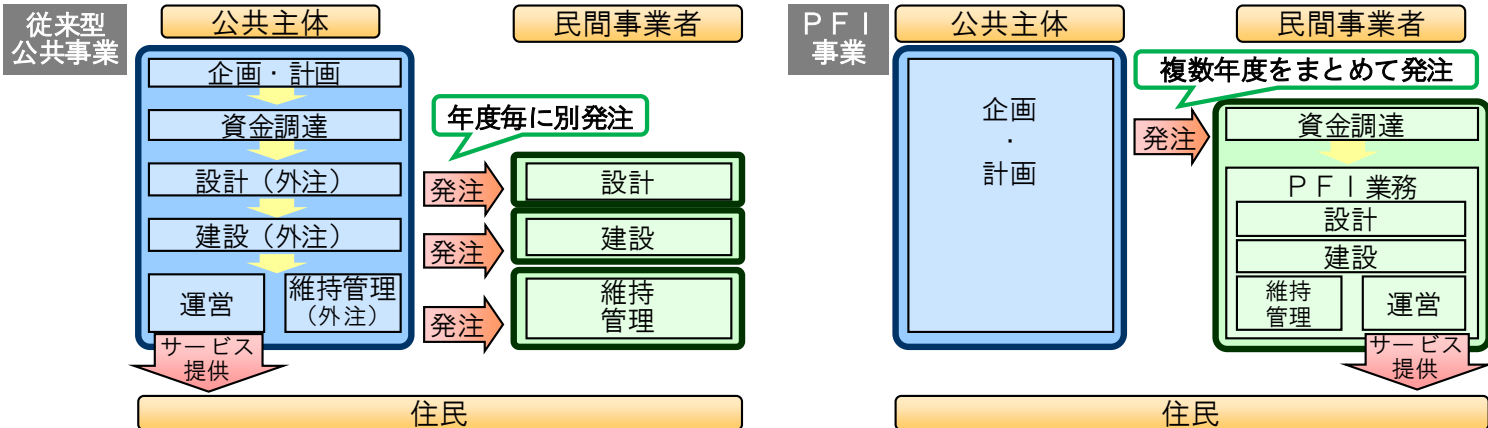 従来型
公共事業
公共主体
民間事業者
企画・計画
資金調達
設計（外注）
建設（外注）
運営
維持管理
（外注）
年度毎に別発注
発注
設計
発注
建設
発注
維持
管理
サービス
提供
住民
ＰＦＩ
事業
公共主体
民間事業者
複数年度をまとめて発注
企画
・
計画
発注
資金調達
ＰＦＩ業務
設計
建設
維持
管理
運営
サービス
提供
住民